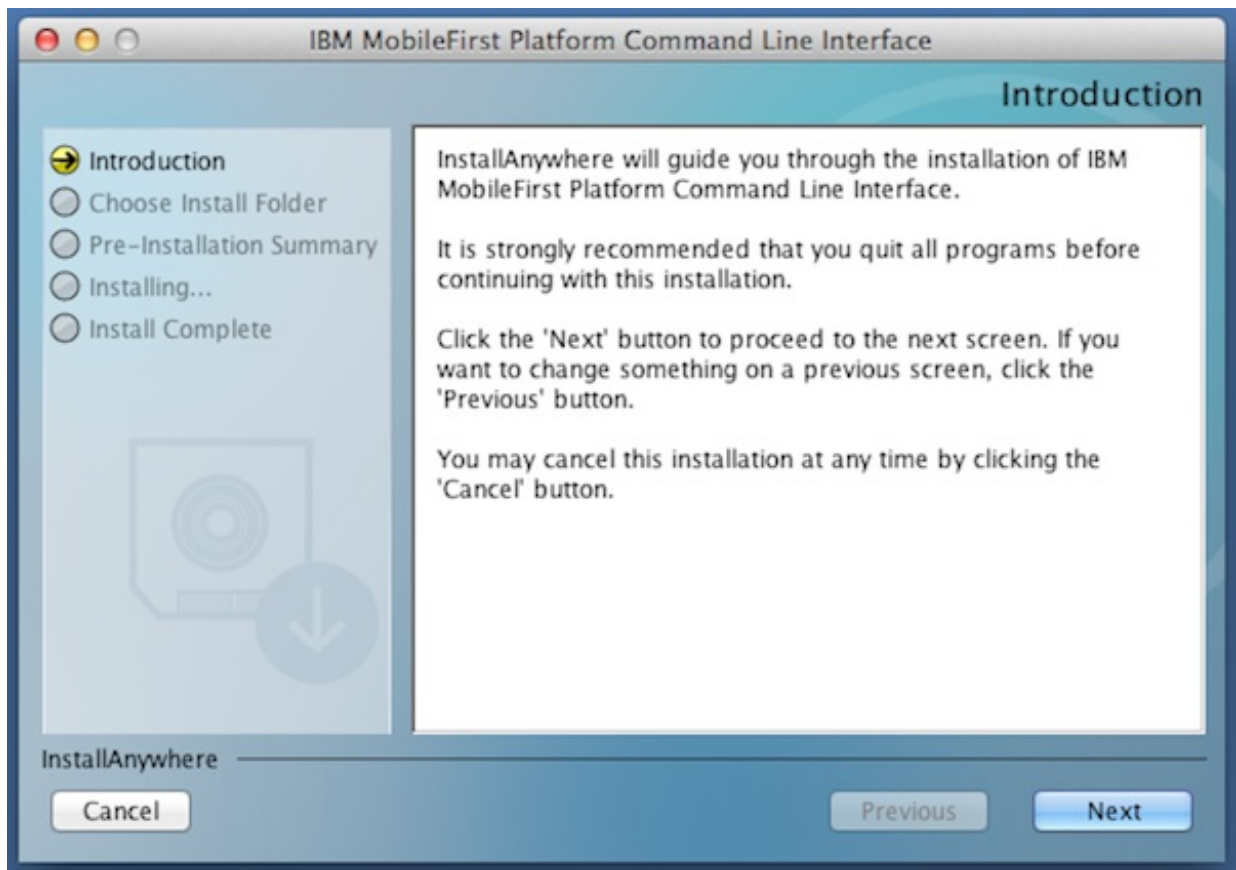 IBM MobileFirst Platform Command Line Interface
Introduction
Introduction
Choose Install Folder
Pre-Installation Summary
Installing...
Install Complete
InstallAnywhere will guide you through the installation of IBM
MobileFirst Platform Command Line Interface.
It is strongly recommended that you quit all programs before
continuing with this installation.
Click the 'Next' button to proceed to the next screen. If you
want to change something on a previous screen, click the
'Previous' button.
You may cancel this installation at any time by clicking the
'Cancel' button.
InstallAnywhere
Cancel
Previous
Next